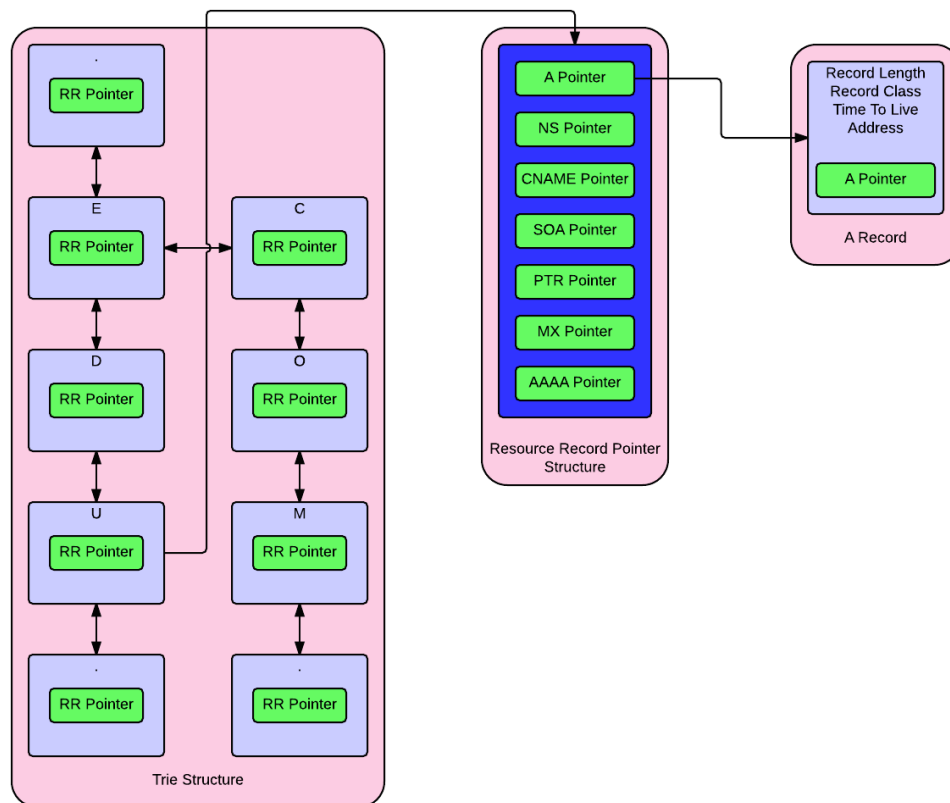 .
RR Pointer
E
RR Pointer
C
RR Pointer
D
RR Pointer
O
RR Pointer
U
RR Pointer
M
RR Pointer
.
RR Pointer
.
RR Pointer
Trie Structure
A Pointer
NS Pointer
CNAME Pointer
SOA Pointer
PTR Pointer
MX Pointer
AAAA Pointer
Resource Record Pointer
Structure
Record Length
Record Class
Time To Live
Address
A Pointer
A Record